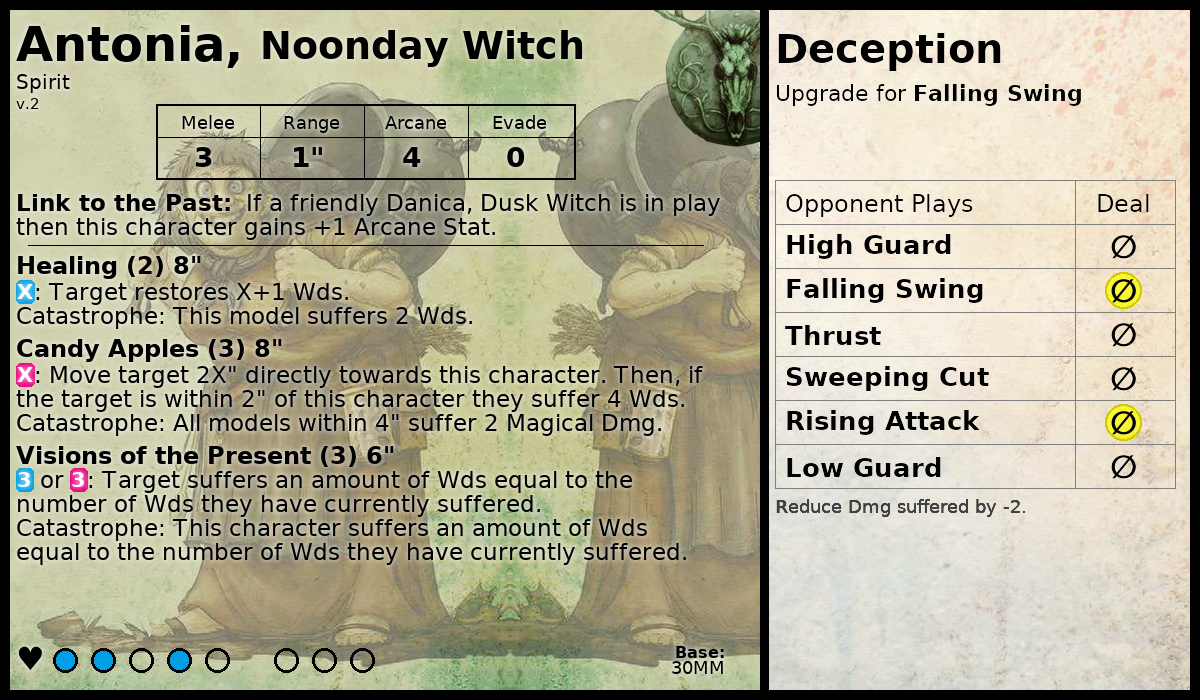 Antonia, Noonday Witch
Spirit
v.2
Melee Range Arcane Evade
3 1" 4 0
Link to the Past: If a friendly Danica, Dusk Witch is in play
then this character gains +1 Arcane Stat.
Healing (2) 8"
X: Target restores X+1 Wds.
Catastrophe: This model suffers 2 Wds.
Candy Apples (3) 8"
X: Move target 2X" directly towards this character. Then, if
the target is within 2" of this character they suffer 4 Wds.
Catastrophe: All models within 4" suffer 2 Magical Dmg.
Visions of the Present (3) 6"
3 or 3: Target suffers an amount of Wds equal to the
number of Wds they have currently suffered.
Catastrophe: This character suffers an amount of Wds
equal to the number of Wds they have currently suffered.
Base:
30MM
Deception
Upgrade for Falling Swing
Opponent Plays Deal
High Guard ∅
Falling Swing ∅
Thrust ∅
Sweeping Cut ∅
Rising Attack ∅
Low Guard ∅
Reduce Dmg suffered by -2.